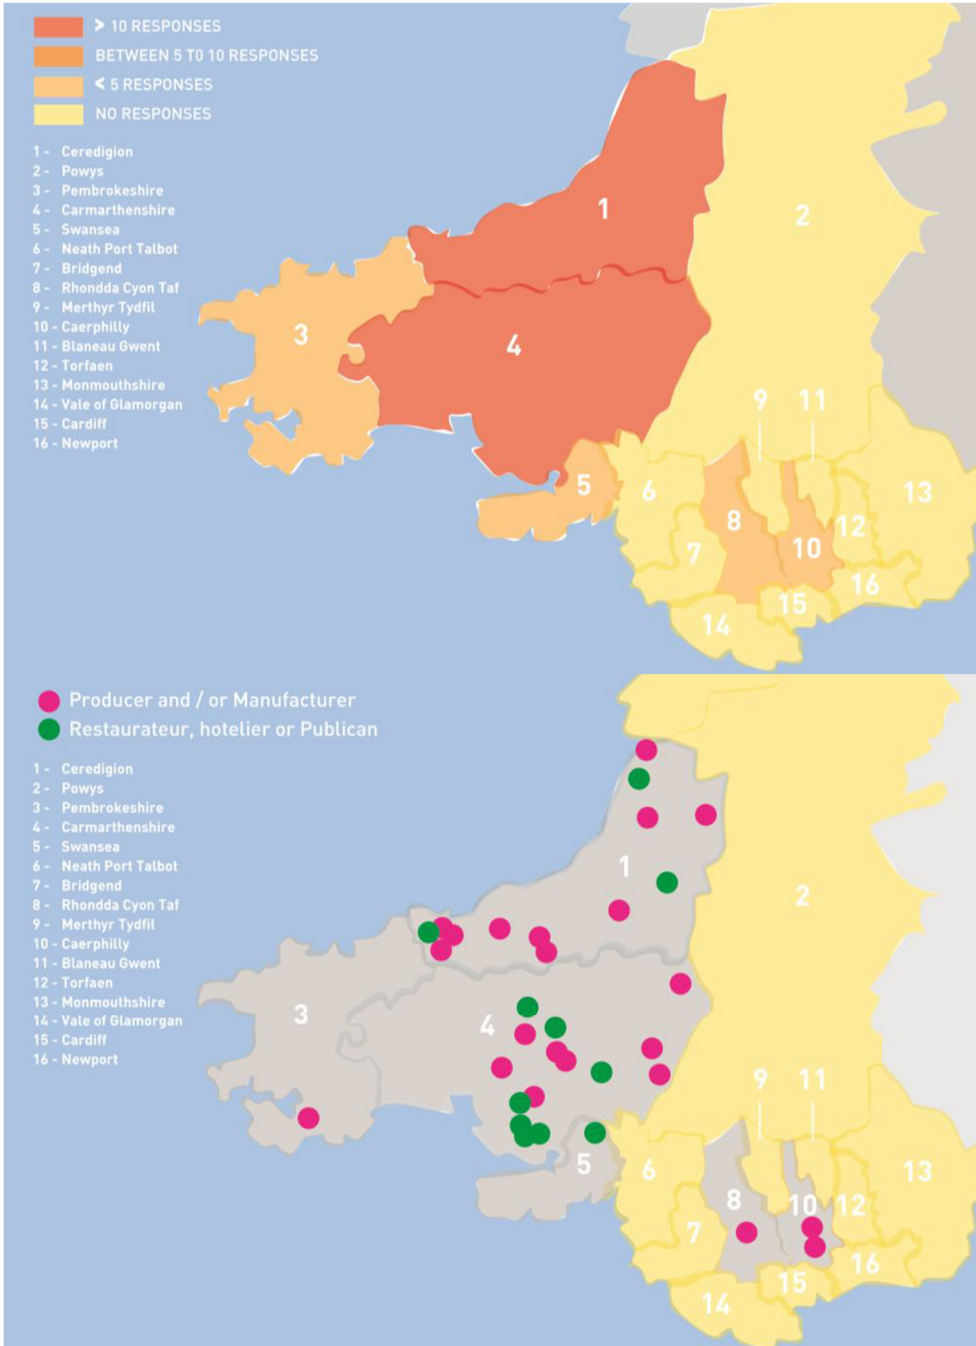 > 10 RESPONSES
BETWEEN 5 TO 10 RESPONSES
< 5 RESPONSES
NO RESPONSES
1 - Ceredigion
2 - Powys
3 - Pembrokeshire
4 - Carmarthenshire
5 - Swansea
6 - Neath Port Talbot
7 - Bridgend
8 - Rhondda Cyon Taf
9 - Merthyr Tydfil
10 - Caerphilly
11 - Blaneau Gwent
12 - Torfaen
13 - Monmouthshire
14 - Vale of Glamorgan
15 - Cardiff
16 - Newport
1
2
3
4
9
11
5
6
13
8
12
7
10
16
15
14
Producer and / or Manufacturer
Restaurateur, hotelier or Publican
1 - Ceredigion
2 - Powys
3 - Pembrokeshire
4 - Carmarthenshire
5 - Swansea
6 - Neath Port Talbot
7 - Bridgend
8 - Rhondda Cyon Taf
9 - Merthyr Tydfil
10 - Caerphilly
11 - Blaneau Gwent
12 - Torfaen
13 - Monmouthshire
14 - Vale of Glamorgan
15 - Cardiff
16 - Newport
1
2
3
4
9
11
5
6
13
8
10
12
7
16
15
14